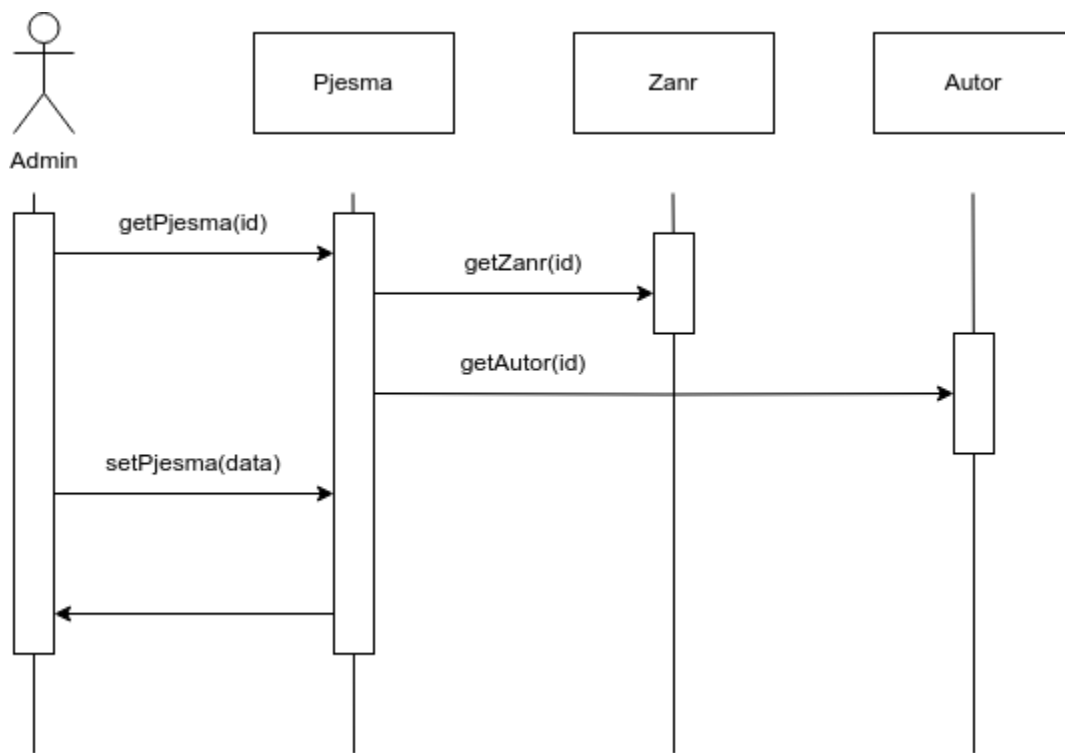 Pjesma
Zanr
Autor
Admin
getPjesma(id)
getZanr(id)
getAutor(id)
setPjesma(data)